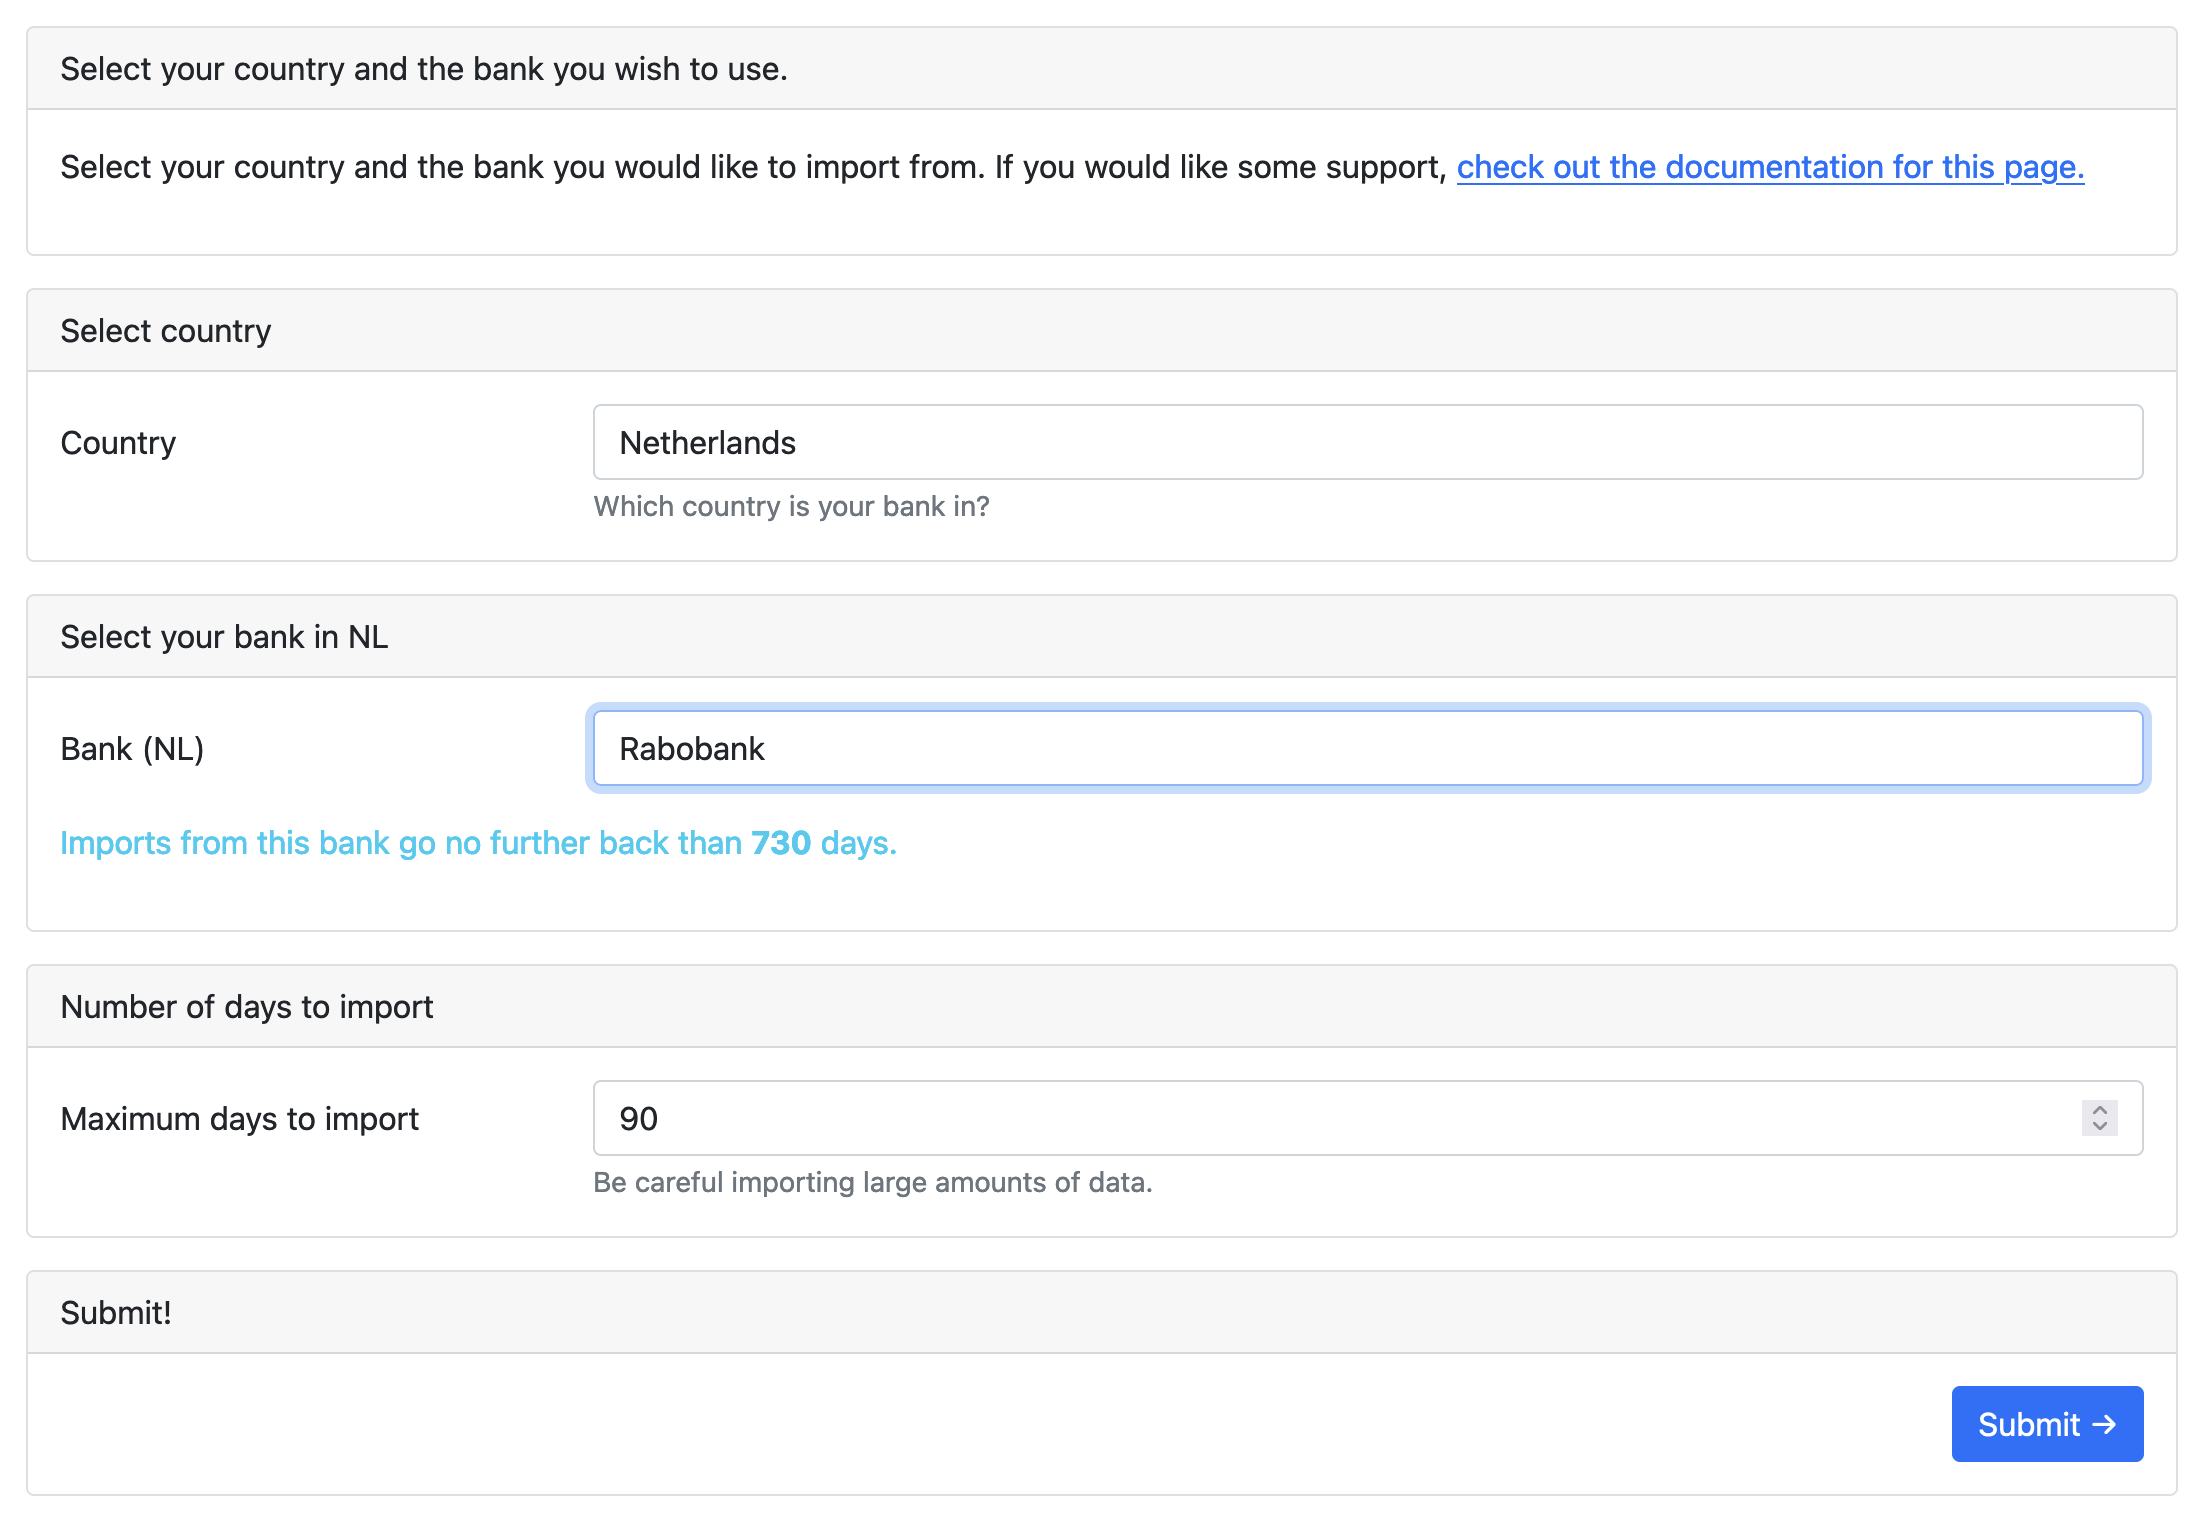 Select your country and the bank you wish to use.
Select your country and the bank you would like to import from. If you would like some support, check out the documentation for this page.
Select country
Country
Netherlands
Which country is your bank in?
Select your bank in NL
Bank (NL)
Rabobank
Imports from this bank go no further back than 730 days.
Number of days to import
Maximum days to import
90
Be careful importing large amounts of data.
Submit!
Submit →